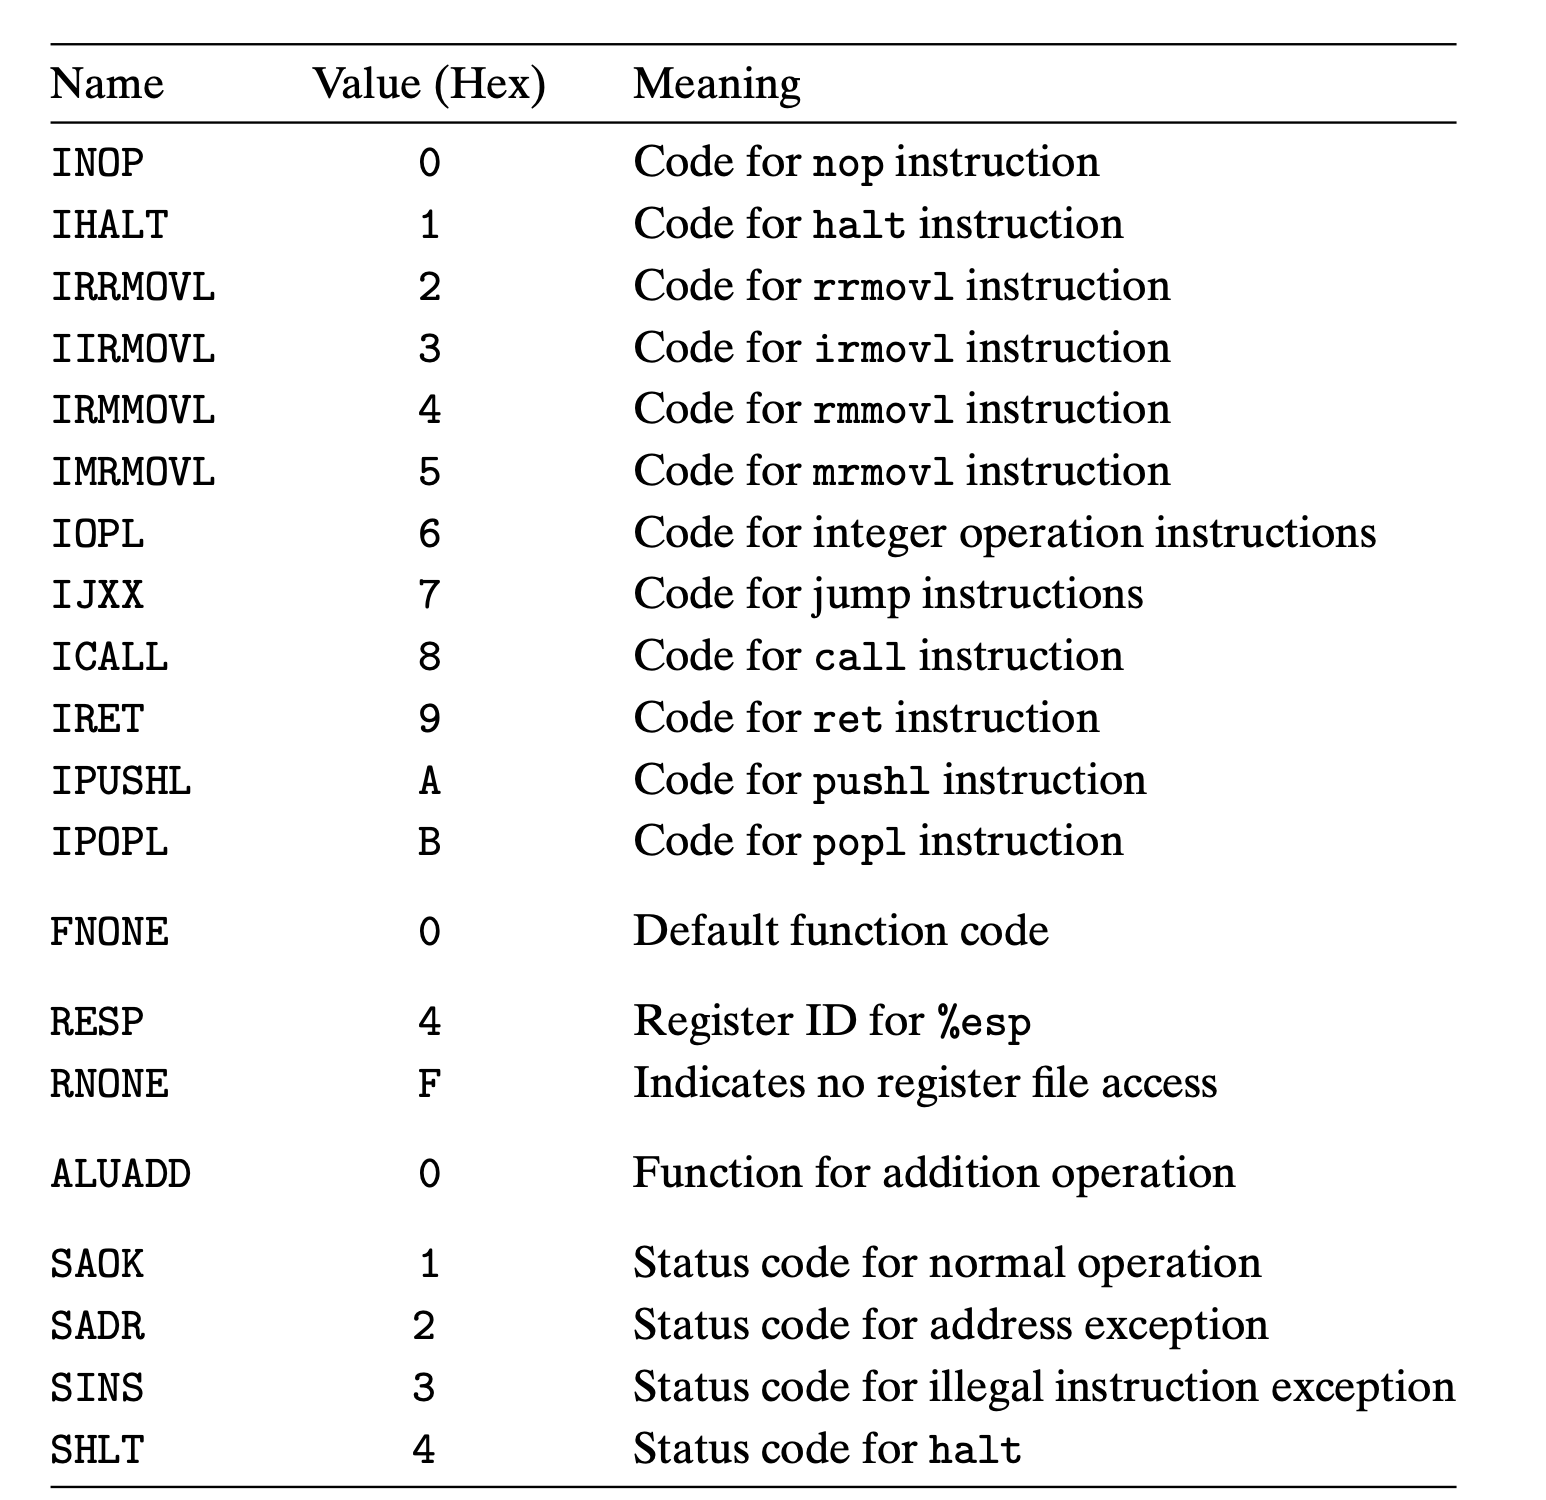 Name Value (Hex) Meaning
INOP 0 Code for nop instruction
IHALT 1 Code for halt instruction
IRRMOVL 2 Code for rrmovl instruction
IIRMOVL 3 Code for irmovl instruction
IRMMOVL 4 Code for rmmovl instruction
IMRMOVL 5 Code for mrmovl instruction
IOPL 6 Code for integer operation instructions
IJXX 7 Code for jump instructions
ICALL 8 Code for call instruction
IRET 9 Code for ret instruction
IPUSHL A Code for pushl instruction
IPOPL B Code for popl instruction
FNONE 0 Default function code
RESP 4 Register ID for %esp
RNONE F Indicates no register file access
ALUADD 0 Function for addition operation
SAOK 1 Status code for normal operation
SADR 2 Status code for address exception
SINS 3 Status code for illegal instruction exception
SHLT 4 Status code for halt